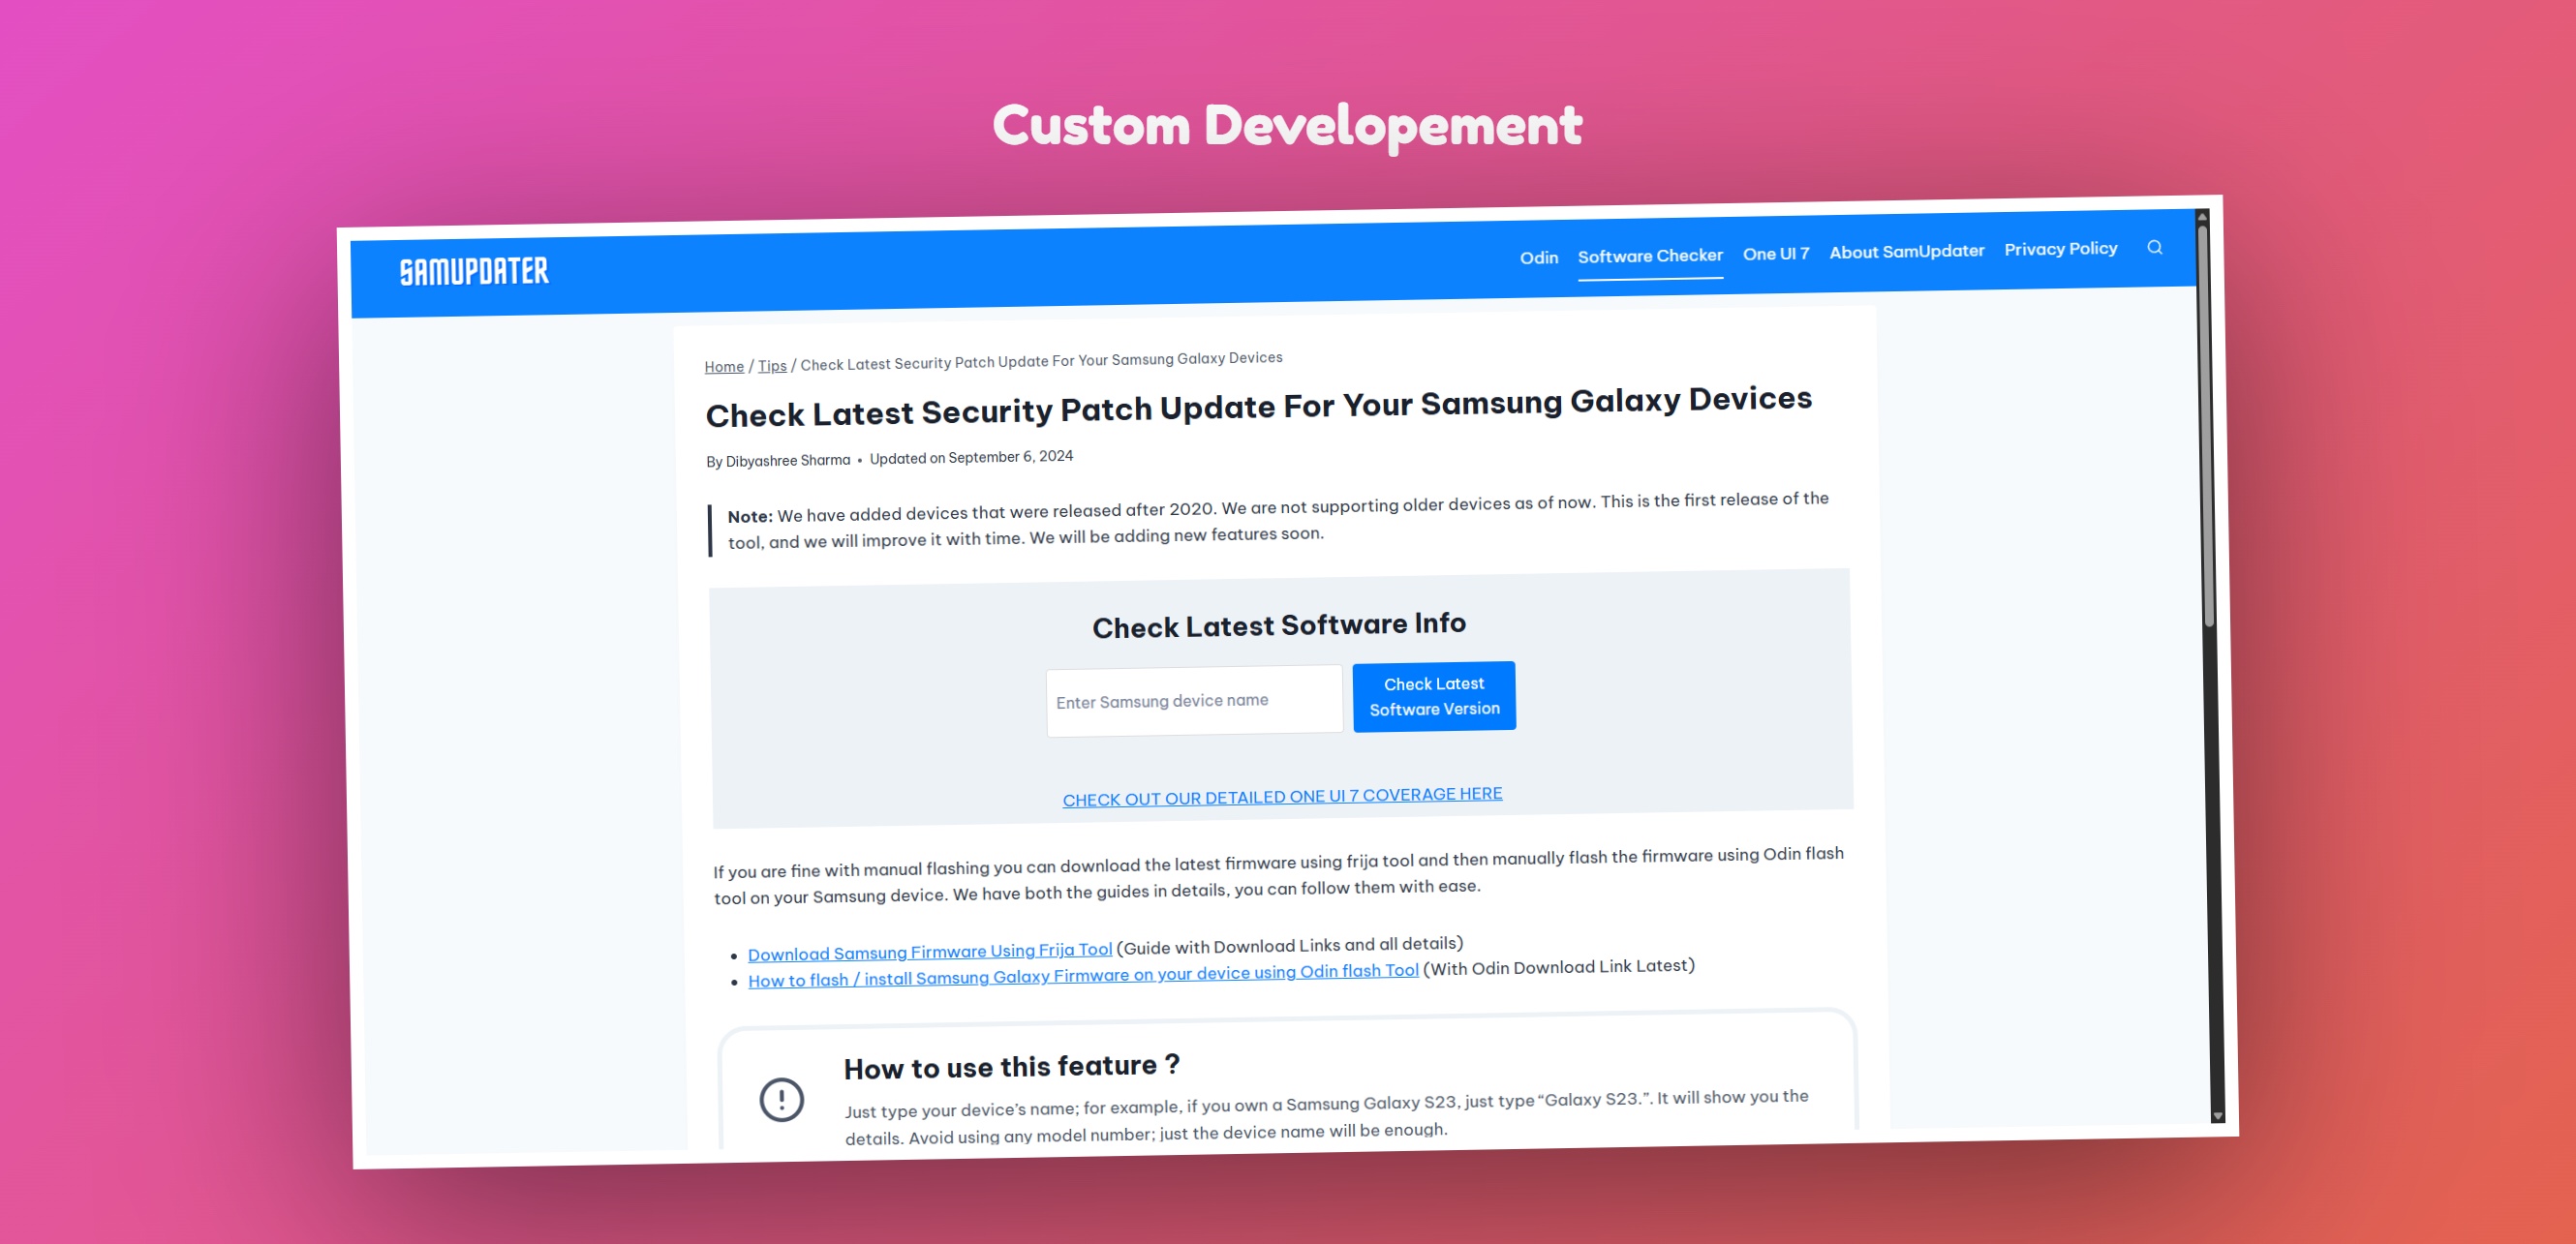 Custom Developement
SAMUPDATER
Odin Software Checker One UI 7 About SamUpdater Privacy Policy
Home / Tips / Check Latest Security Patch Update For Your Samsung Galaxy Devices
Check Latest Security Patch Update For Your Samsung Galaxy Devices
By Dibyashree Sharma • Updated on September 6, 2024
Note: We have added devices that were released after 2020. We are not supporting older devices as of now. This is the first release of the
tool, and we will improve it with time. We will be adding new features soon.
Check Latest Software Info
Enter Samsung device name
Check Latest
Software Version
CHECK OUT OUR DETAILED ONE UI 7 COVERAGE HERE
If you are fine with manual flashing you can download the latest firmware using frija tool and then manually flash the firmware using Odin flash
tool on your Samsung device. We have both the guides in details, you can follow them with ease.
• Download Samsung Firmware Using Frija Tool (Guide with Download Links and all details)
• How to flash / install Samsung Galaxy Firmware on your device using Odin flash Tool (With Odin Download Link Latest)
How to use this feature ?
Just type your device’s name; for example, if you own a Samsung Galaxy S23, just type “Galaxy S23.”. It will show you the
details. Avoid using any model number; just the device name will be enough.